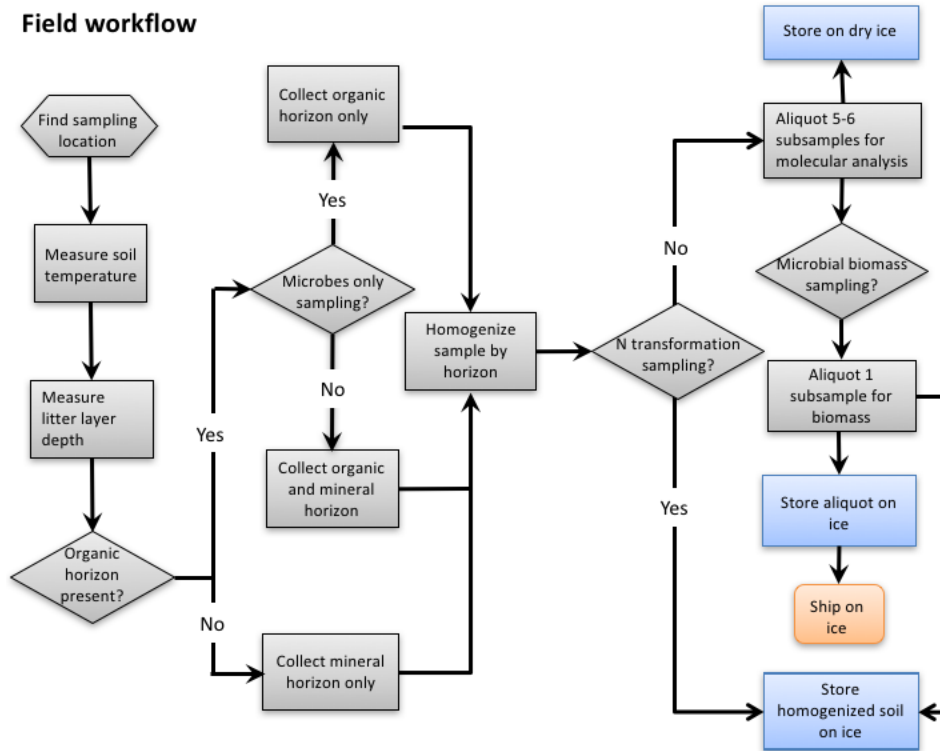 Field workflow
Find sampling
location
Measure soil
temperature
Measure
litter layer
depth
Organic
horizon
present?
Yes
No
Collect organic
horizon only
Yes
Microbes only
sampling?
No
Collect organic
and mineral
horizon
Collect mineral
horizon only
Homogenize
sample by
horizon
N transformation
sampling?
No
Yes
Store on dry ice
Aliquot 5-6
subsamples for
molecular analysis
Microbial biomass
sampling?
Aliquot 1
subsample for
biomass
Store aliquot on
ice
Ship on
ice
Store
homogenized soil
on ice